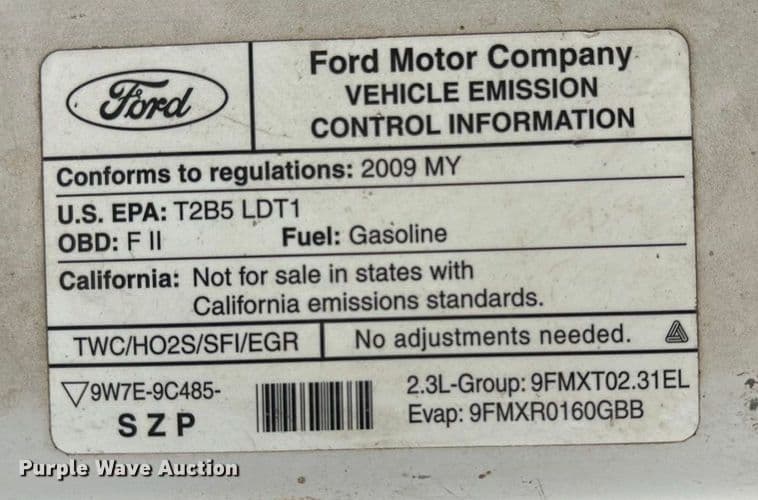 Ford
Ford Motor Company
VEHICLE EMISSION
CONTROL INFORMATION
Conforms to regulations: 2009 MY
U.S. EPA: T2B5 LDT1
OBD: F II Fuel: Gasoline
California: Not for sale in states with
California emissions standards.
TWC/HO2S/SFI/EGR No adjustments needed.
9W7E-9C485-
SZP
2.3L-Group: 9FMXT02.31EL
Evap: 9FMXR0160GBB
Purple Wave Auction